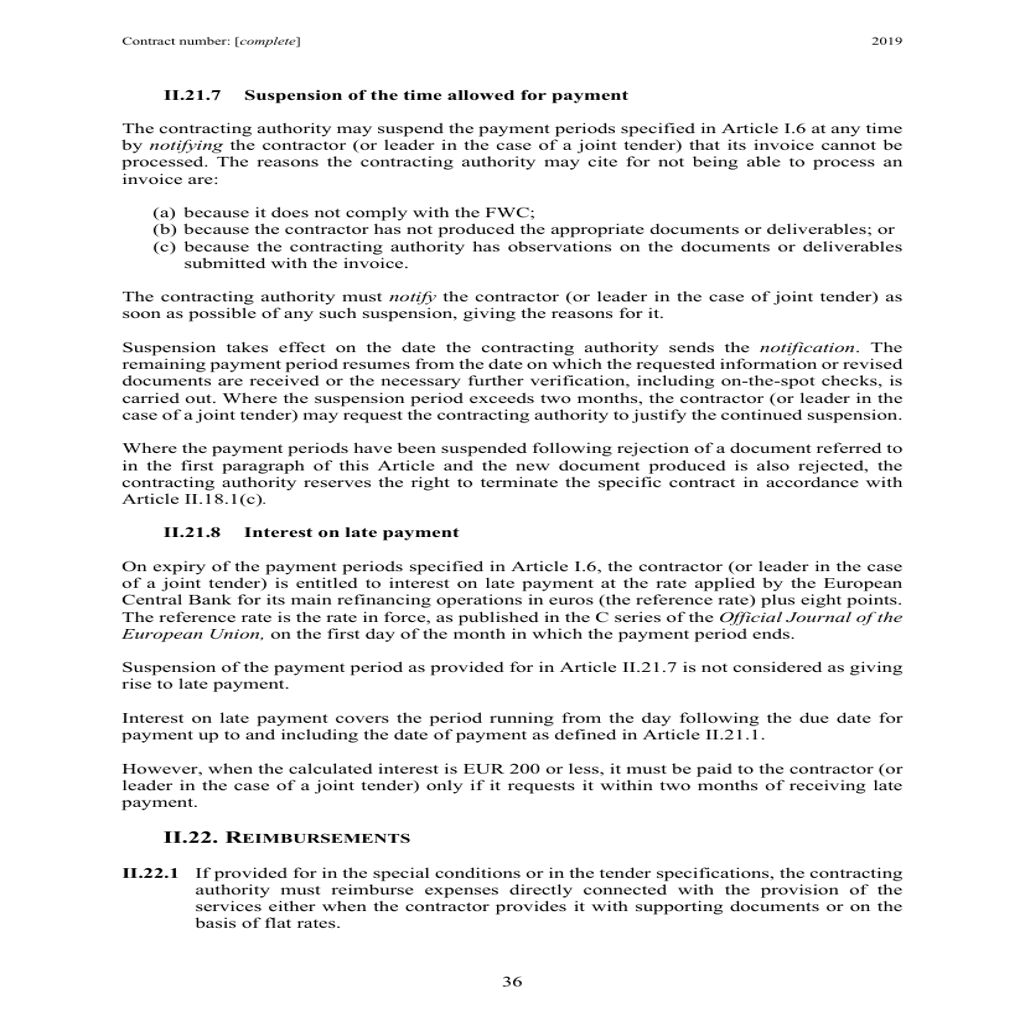 Contract number: [complete] 2019
II.21.7 Suspension of the time allowed for payment
The contracting authority may suspend the payment periods specified in Article I.6 at any time
by notifying the contractor (or leader in the case of a joint tender) that its invoice cannot be
processed. The reasons the contracting authority may cite for not being able to process an
invoice are:
(a) because it does not comply with the FWC;
(b) because the contractor has not produced the appropriate documents or deliverables; or
(c) because the contracting authority has observations on the documents or deliverables
submitted with the invoice.
The contracting authority must notify the contractor (or leader in the case of joint tender) as
soon as possible of any such suspension, giving the reasons for it.
Suspension takes effect on the date the contracting authority sends the notification. The
remaining payment period resumes from the date on which the requested information or revised
documents are received or the necessary further verification, including on-the-spot checks, is
carried out. Where the suspension period exceeds two months, the contractor (or leader in the
case of a joint tender) may request the contracting authority to justify the continued suspension.
Where the payment periods have been suspended following rejection of a document referred to
in the first paragraph of this Article and the new document produced is also rejected, the
contracting authority reserves the right to terminate the specific contract in accordance with
Article II.18.1(c).
II.21.8 Interest on late payment
On expiry of the payment periods specified in Article I.6, the contractor (or leader in the case
of a joint tender) is entitled to interest on late payment at the rate applied by the European
Central Bank for its main refinancing operations in euros (the reference rate) plus eight points.
The reference rate is the rate in force, as published in the C series of the Official Journal of the
European Union, on the first day of the month in which the payment period ends.
Suspension of the payment period as provided for in Article II.21.7 is not considered as giving
rise to late payment.
Interest on late payment covers the period running from the day following the due date for
payment up to and including the date of payment as defined in Article II.21.1.
However, when the calculated interest is EUR 200 or less, it must be paid to the contractor (or
leader in the case of a joint tender) only if it requests it within two months of receiving late
payment.
II.22. REIMBURSEMENTS
II.22.1 If provided for in the special conditions or in the tender specifications, the contracting
authority must reimburse expenses directly connected with the provision of the
services either when the contractor provides it with supporting documents or on the
basis of flat rates.
36